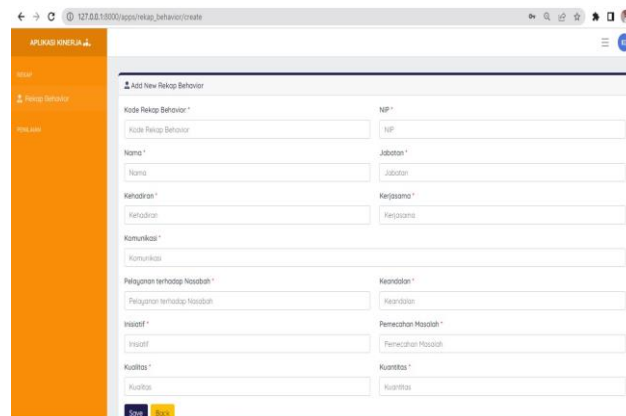 127.0.0.1:8000/apps/rekap_behavior/create
APLIKASI KINERJA
REKAP
Rekap Behavior
PENILAIAN
Add New Rekap Behavior
Kode Rekap Behavior * NIP *
Kode Rekap Behavior NIP
Nama * Jabatan *
Nama Jabatan
Kehadiran * Kerjasama *
Kehadiran Kerjasama
Komunikasi *
Komunikasi
Pelayanan terhadap Nasabah * Keandalan *
Pelayanan terhadap Nasabah Keandalan
Inisiatif * Pemecahan Masalah *
Inisiatif Pemecahan Masalah
Kualitas * Kuantitas *
Kualitas Kuantitas
Save Back